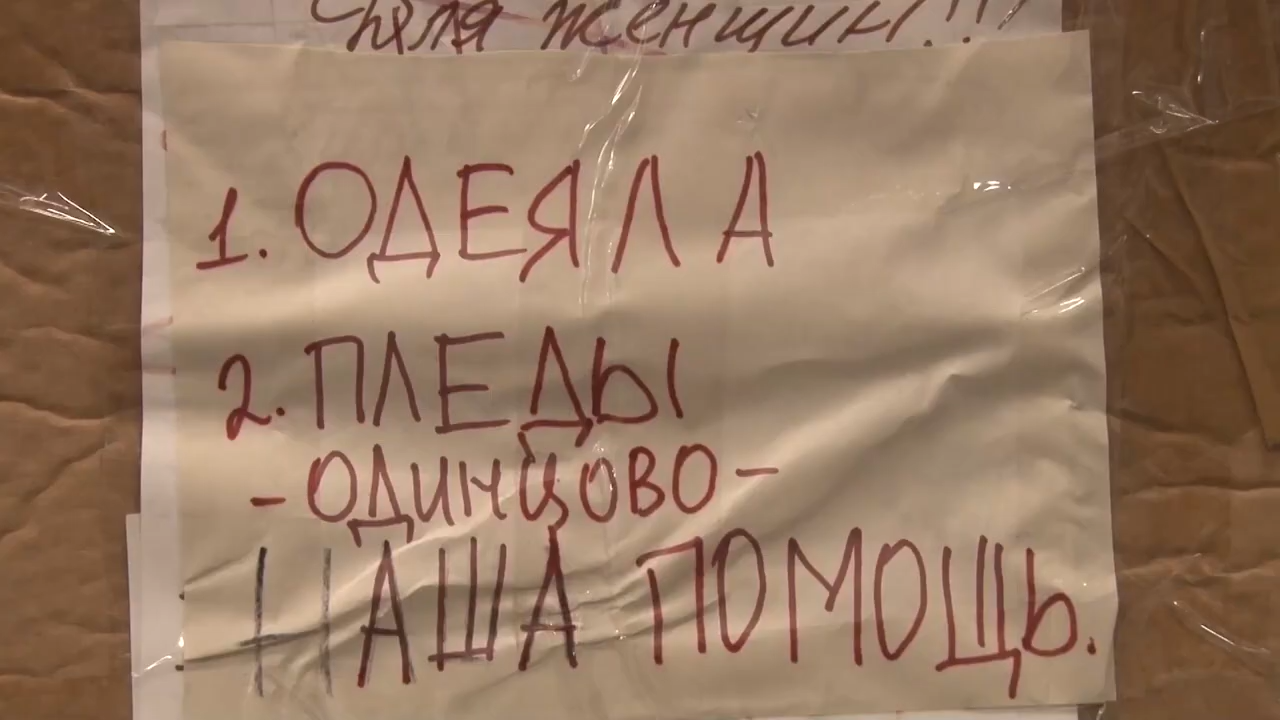 для женщин!!!
1. ОДЕЯЛА
2. ПЛЕДЫ
-ОДИНЦОВО-
НАША ПОМОЩЬ.